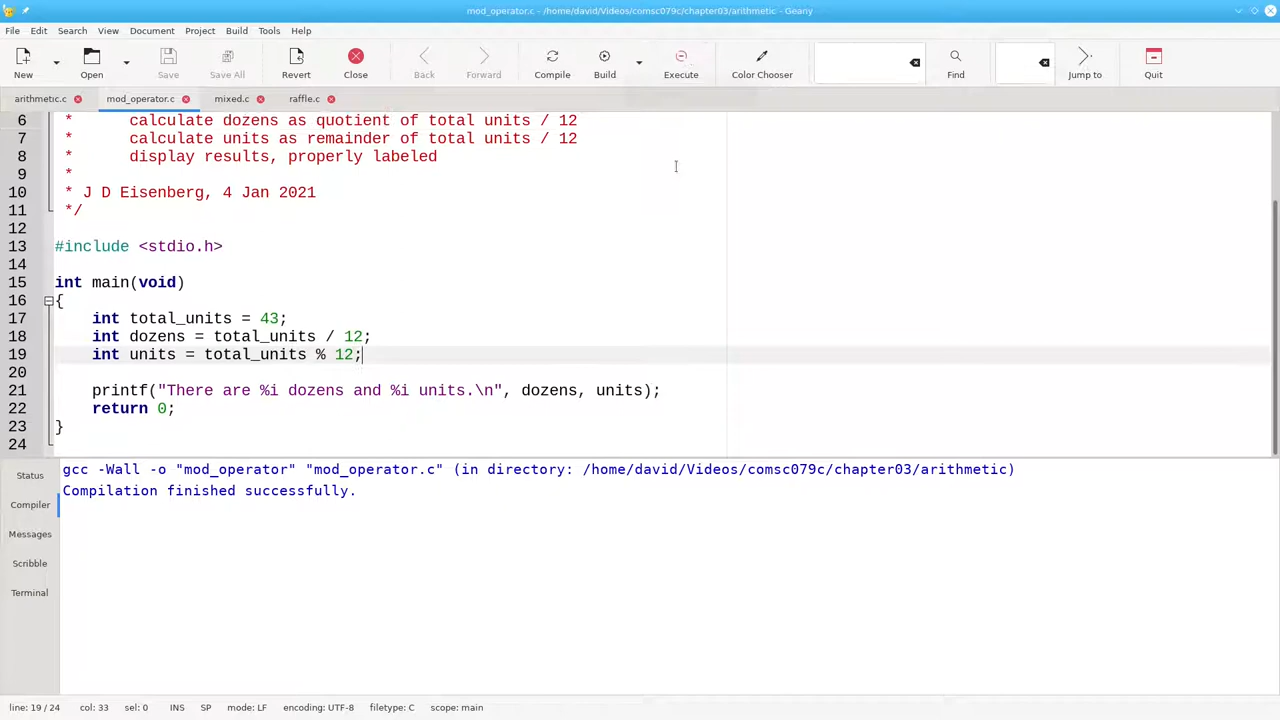 mod_operator.c - /home/david/Videos/comsc079c/chapter03/arithmetic - Geany
File Edit Search View Document Project Build Tools Help
New Open Save Save All Revert Close Back Forward Compile Build Execute Color Chooser Find Jump to Quit
arithmetic.c mod_operator.c mixed.c raffle.c
6 * calculate dozens as quotient of total units / 12
7 * calculate units as remainder of total units / 12
8 * display results, properly labeled
9 *
10 * J D Eisenberg, 4 Jan 2021
11 */
12
13 #include <stdio.h>
14
15 int main(void)
16 {
17 int total_units = 43;
18 int dozens = total_units / 12;
19 int units = total_units % 12;
20
21 printf("There are %i dozens and %i units.\n", dozens, units);
22 return 0;
23 }
24
Status
Compiler
Messages
Scribble
Terminal
gcc -Wall -o "mod_operator" "mod_operator.c" (in directory: /home/david/Videos/comsc079c/chapter03/arithmetic)
Compilation finished successfully.
line: 19 / 24 col: 33 sel: 0 INS SP mode: LF encoding: UTF-8 filetype: C scope: main